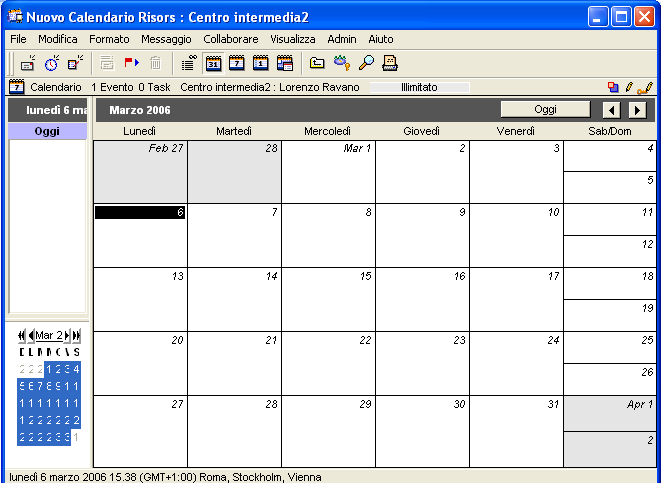 Nuovo Calendario Risors : Centro intermedia2
File Modifica Formato Messaggio Collaborare Visualizza Admin Aiuto
31 7 1
7 Calendario 1 Evento 0 Task Centro intermedia2 : Lorenzo Ravano Illimitato
lunedì 6 ma Marzo 2006 Oggi
Oggi Lunedì Martedì Mercoledì Giovedì Venerdì Sab/Dom
Feb 27 28 Mar 1 2 3 4
5
6 7 8 9 10 11
12
13 14 15 16 17 18
19
20 21 22 23 24 25
26
27 28 29 30 31 Apr 1
2
Mar 2
D L M M G V S
2 2 2 1 2 3 4
5 6 7 8 9 1 1
1 1 1 1 1 1 1
1 2 2 2 2 2 2
2 2 2 2 3 3 1
lunedì 6 marzo 2006 15.38 (GMT+1:00) Roma, Stockholm, Vienna